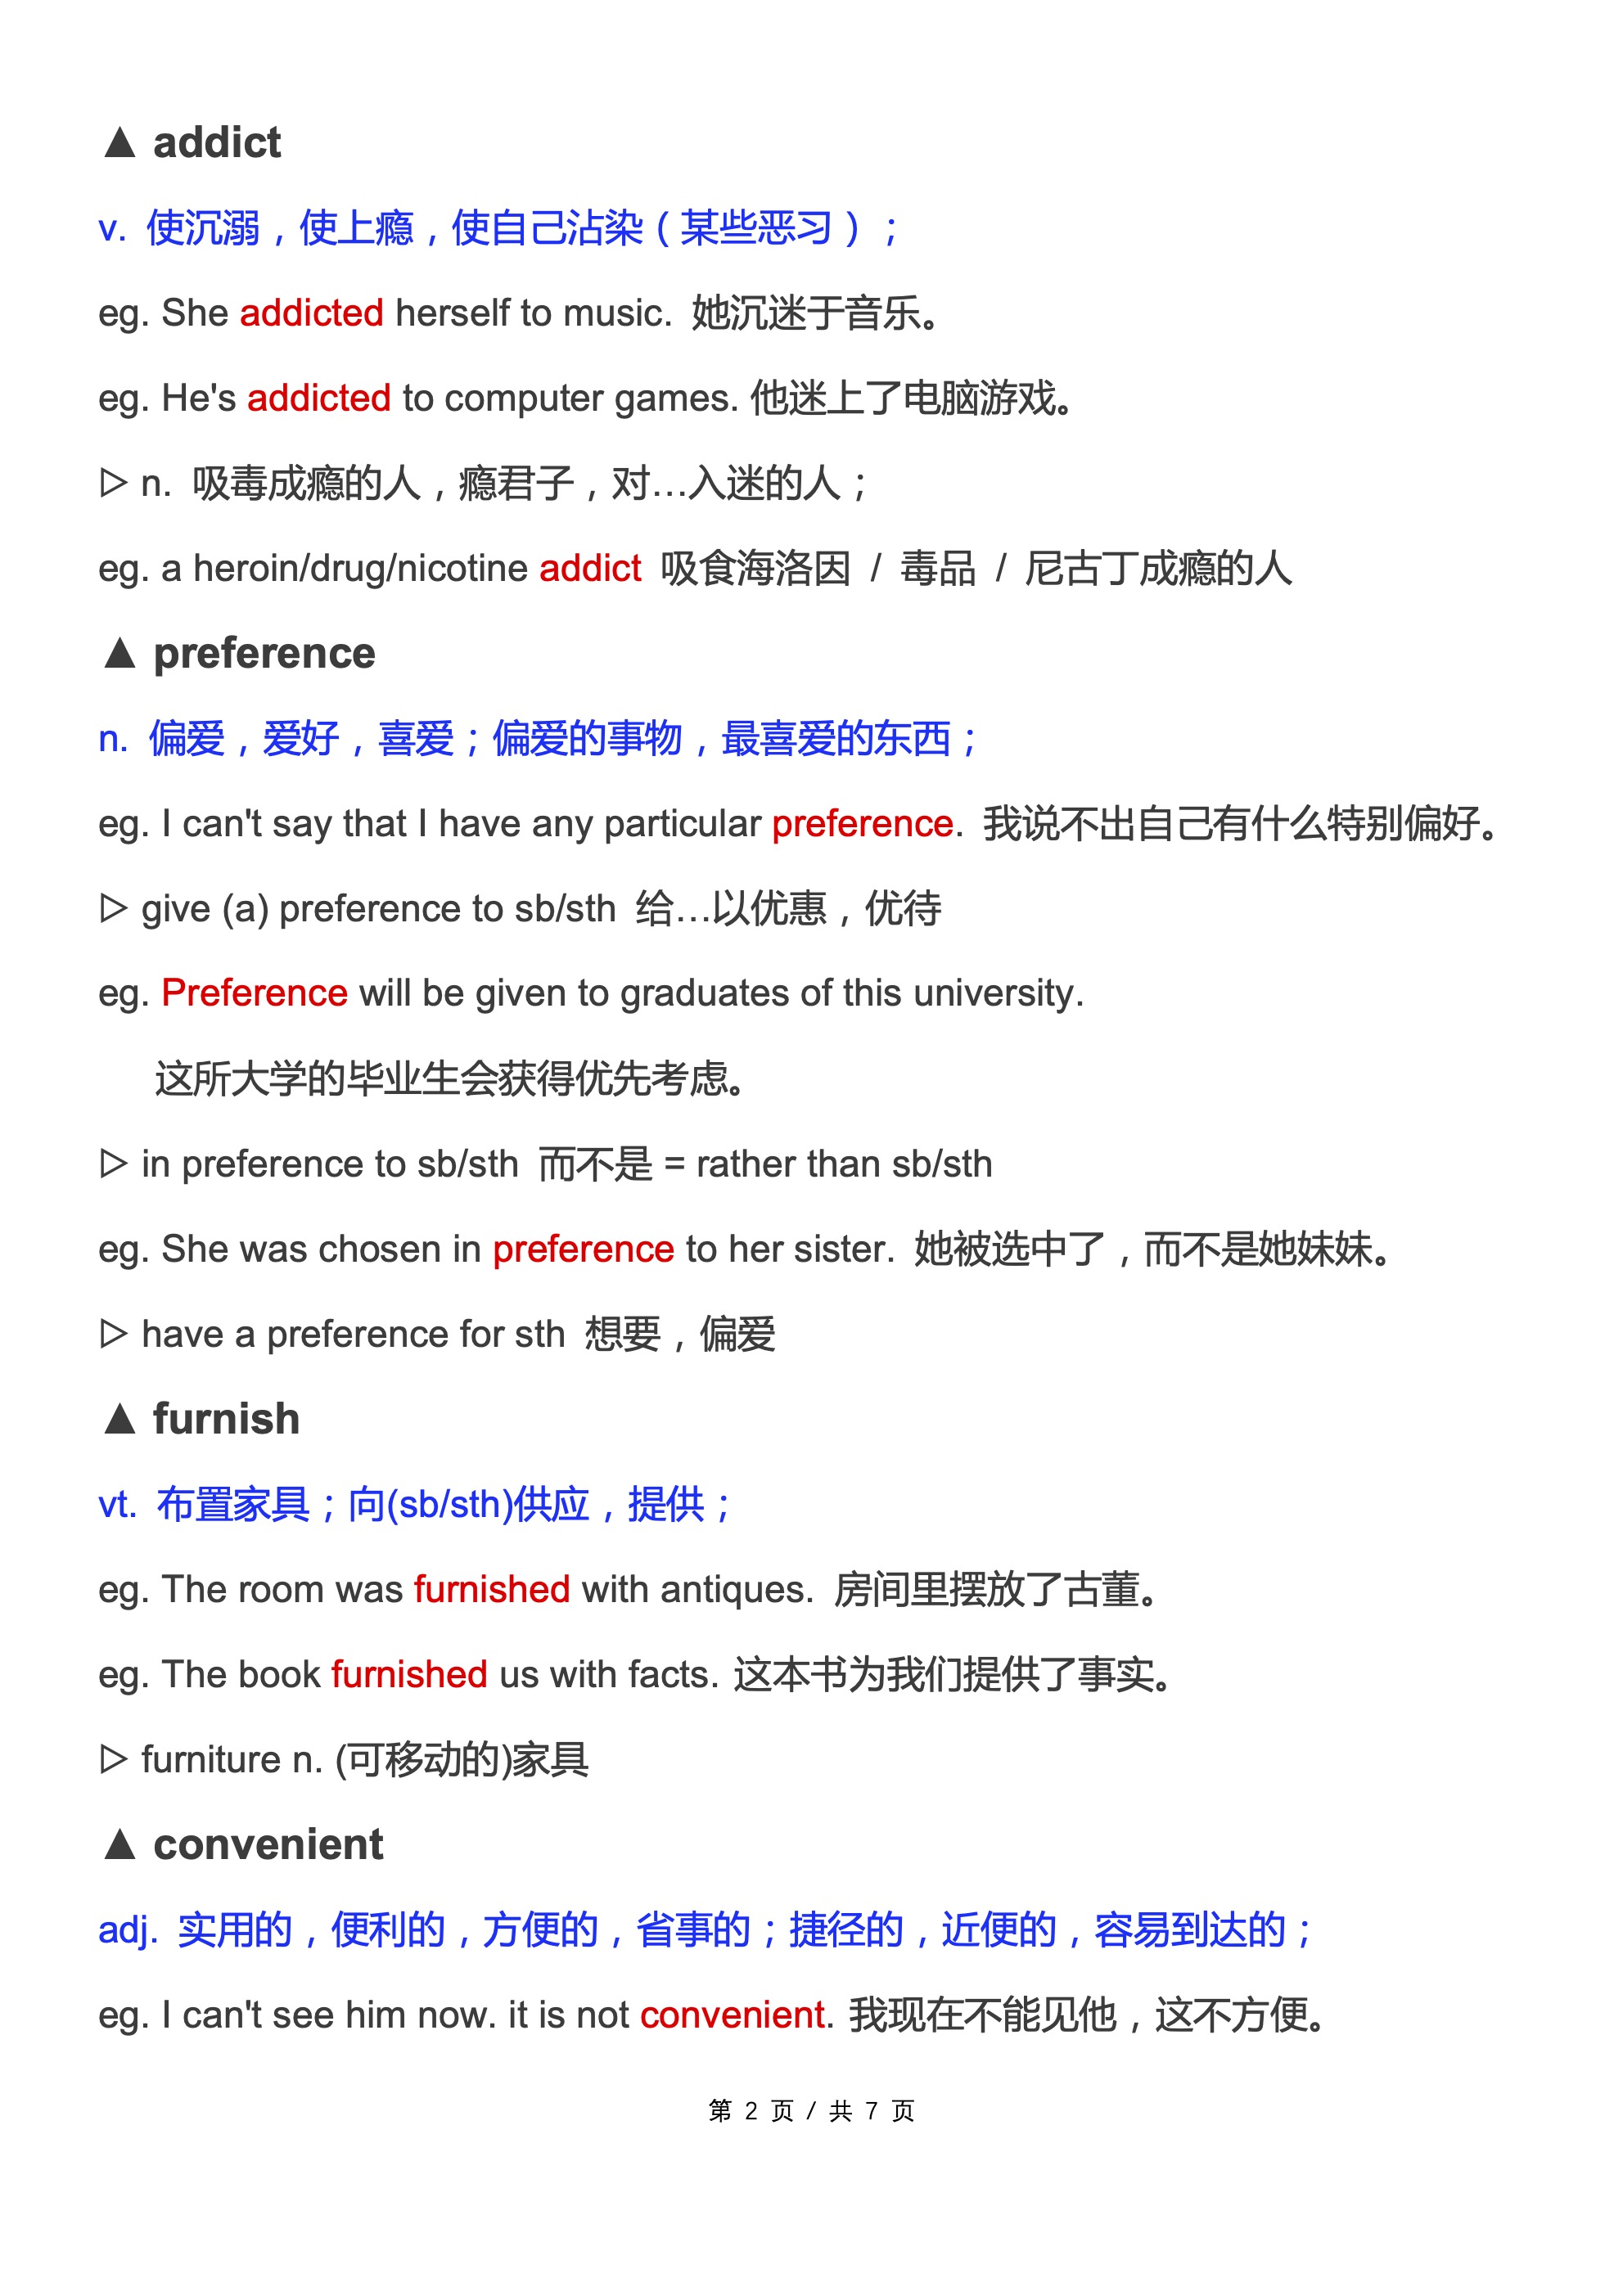 ▲ addict
v. 使沉溺，使上瘾，使自己沾染（某些恶习）；
eg. She addicted herself to music. 她沉迷于音乐。
eg. He's addicted to computer games. 他迷上了电脑游戏。
▷ n. 吸毒成瘾的人，瘾君子，对…入迷的人；
eg. a heroin/drug/nicotine addict 吸食海洛因 / 毒品 / 尼古丁成瘾的人
▲ preference
n. 偏爱，爱好，喜爱；偏爱的事物，最喜爱的东西；
eg. I can't say that I have any particular preference. 我说不出自己有什么特别偏好。
▷ give (a) preference to sb/sth 给…以优惠，优待
eg. Preference will be given to graduates of this university.
这所大学的毕业生会获得优先考虑。
▷ in preference to sb/sth 而不是 = rather than sb/sth
eg. She was chosen in preference to her sister. 她被选中了，而不是她妹妹。
▷ have a preference for sth 想要，偏爱
▲ furnish
vt. 布置家具；向(sb/sth)供应，提供；
eg. The room was furnished with antiques. 房间里摆放了古董。
eg. The book furnished us with facts. 这本书为我们提供了事实。
▷ furniture n. (可移动的)家具
▲ convenient
adj. 实用的，便利的，方便的，省事的；捷径的，近便的，容易到达的；
eg. I can't see him now. it is not convenient. 我现在不能见他，这不方便。
第 2 页 / 共 7 页